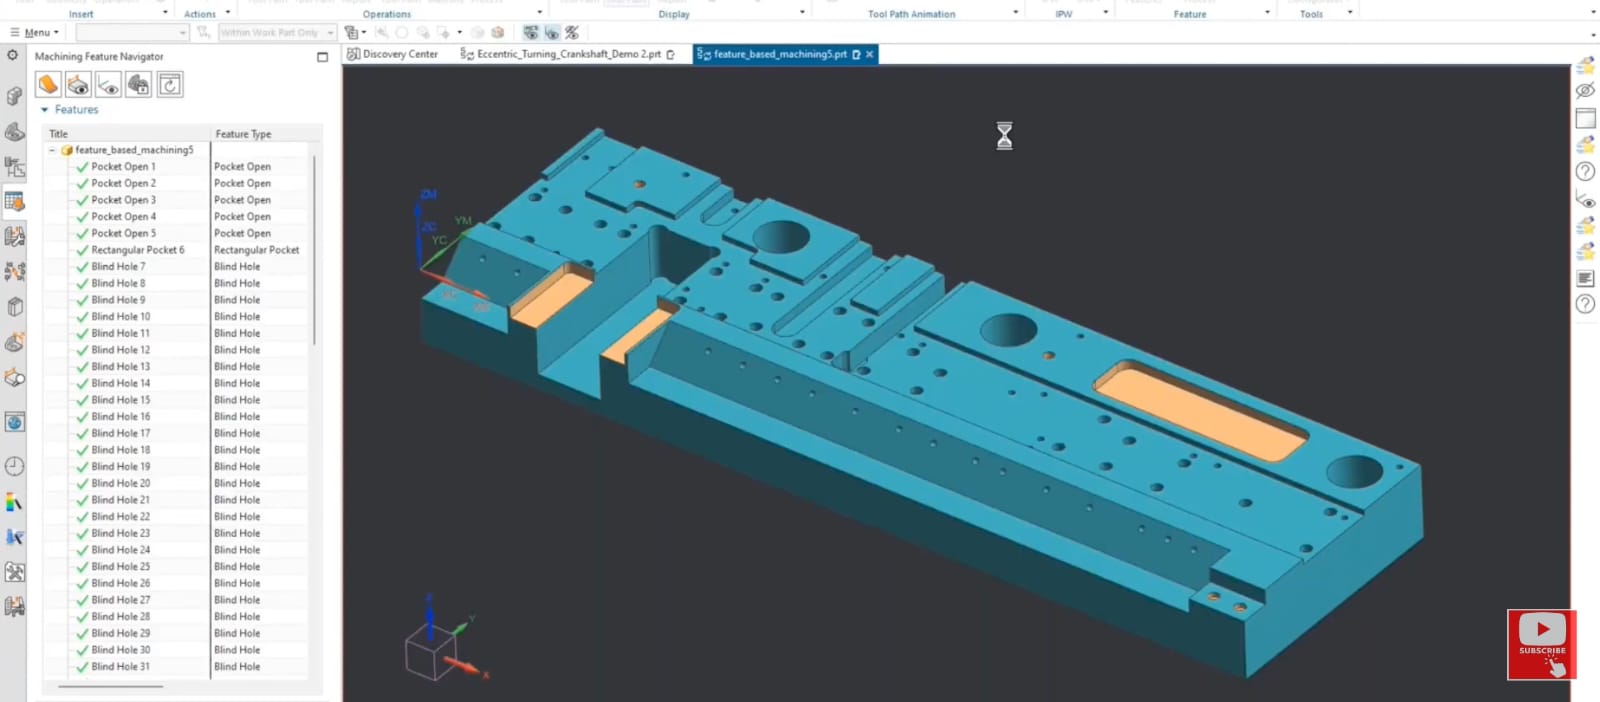 Insert
Actions
Operations
Display
Tool Path Animation
IPW
Feature
Tools
Menu
Within Work Part Only
Machining Feature Navigator
Discovery Center
Eccentric_Turning_Crankshaft_Demo 2.prt
feature_based_machining5.prt
Features
Title Feature Type
feature_based_machining5
Pocket Open 1 Pocket Open
Pocket Open 2 Pocket Open
Pocket Open 3 Pocket Open
Pocket Open 4 Pocket Open
Pocket Open 5 Pocket Open
Rectangular Pocket 6 Rectangular Pocket
Blind Hole 7 Blind Hole
Blind Hole 8 Blind Hole
Blind Hole 9 Blind Hole
Blind Hole 10 Blind Hole
Blind Hole 11 Blind Hole
Blind Hole 12 Blind Hole
Blind Hole 13 Blind Hole
Blind Hole 14 Blind Hole
Blind Hole 15 Blind Hole
Blind Hole 16 Blind Hole
Blind Hole 17 Blind Hole
Blind Hole 18 Blind Hole
Blind Hole 19 Blind Hole
Blind Hole 20 Blind Hole
Blind Hole 21 Blind Hole
Blind Hole 22 Blind Hole
Blind Hole 23 Blind Hole
Blind Hole 24 Blind Hole
Blind Hole 25 Blind Hole
Blind Hole 26 Blind Hole
Blind Hole 27 Blind Hole
Blind Hole 28 Blind Hole
Blind Hole 29 Blind Hole
Blind Hole 30 Blind Hole
Blind Hole 31 Blind Hole
ZM
ZC
YM
YC
Z
Y
X
SUBSCRIBE